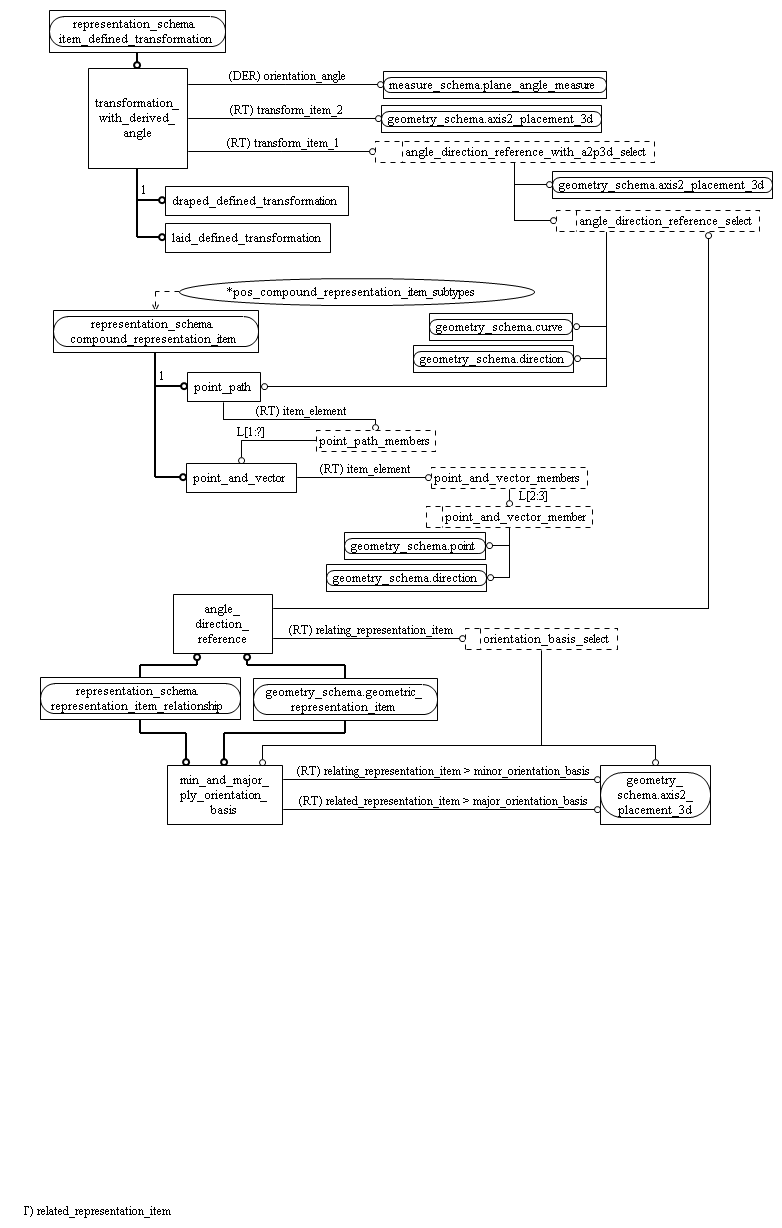 representation_schema.
item_defined_transformation
transformation_
with_derived_
angle
(DER) orientation_angle
measure_schema.plane_angle_measure
(RT) transform_item_2
geometry_schema.axis2_placement_3d
(RT) transform_item_1
angle_direction_reference_with_a2p3d_select
geometry_schema.axis2_placement_3d
1
draped_defined_transformation
angle_direction_reference_select
laid_defined_transformation
*pos_compound_representation_item_subtypes
representation_schema.
compound_representation_item
geometry_schema.curve
geometry_schema.direction
1
point_path
(RT) item_element
L[1:?]
point_path_members
(RT) item_element
point_and_vector
point_and_vector_members
L[2:3]
point_and_vector_member
geometry_schema.point
geometry_schema.direction
angle_
direction_
reference
(RT) relating_representation_item
orientation_basis_select
representation_schema.
representation_item_relationship
geometry_schema.geometric_
representation_item
min_and_major_
ply_orientation_
basis
(RT) relating_representation_item > minor_orientation_basis
(RT) related_representation_item > major_orientation_basis
geometry_
schema.axis2_
placement_3d
Γ) related_representation_item